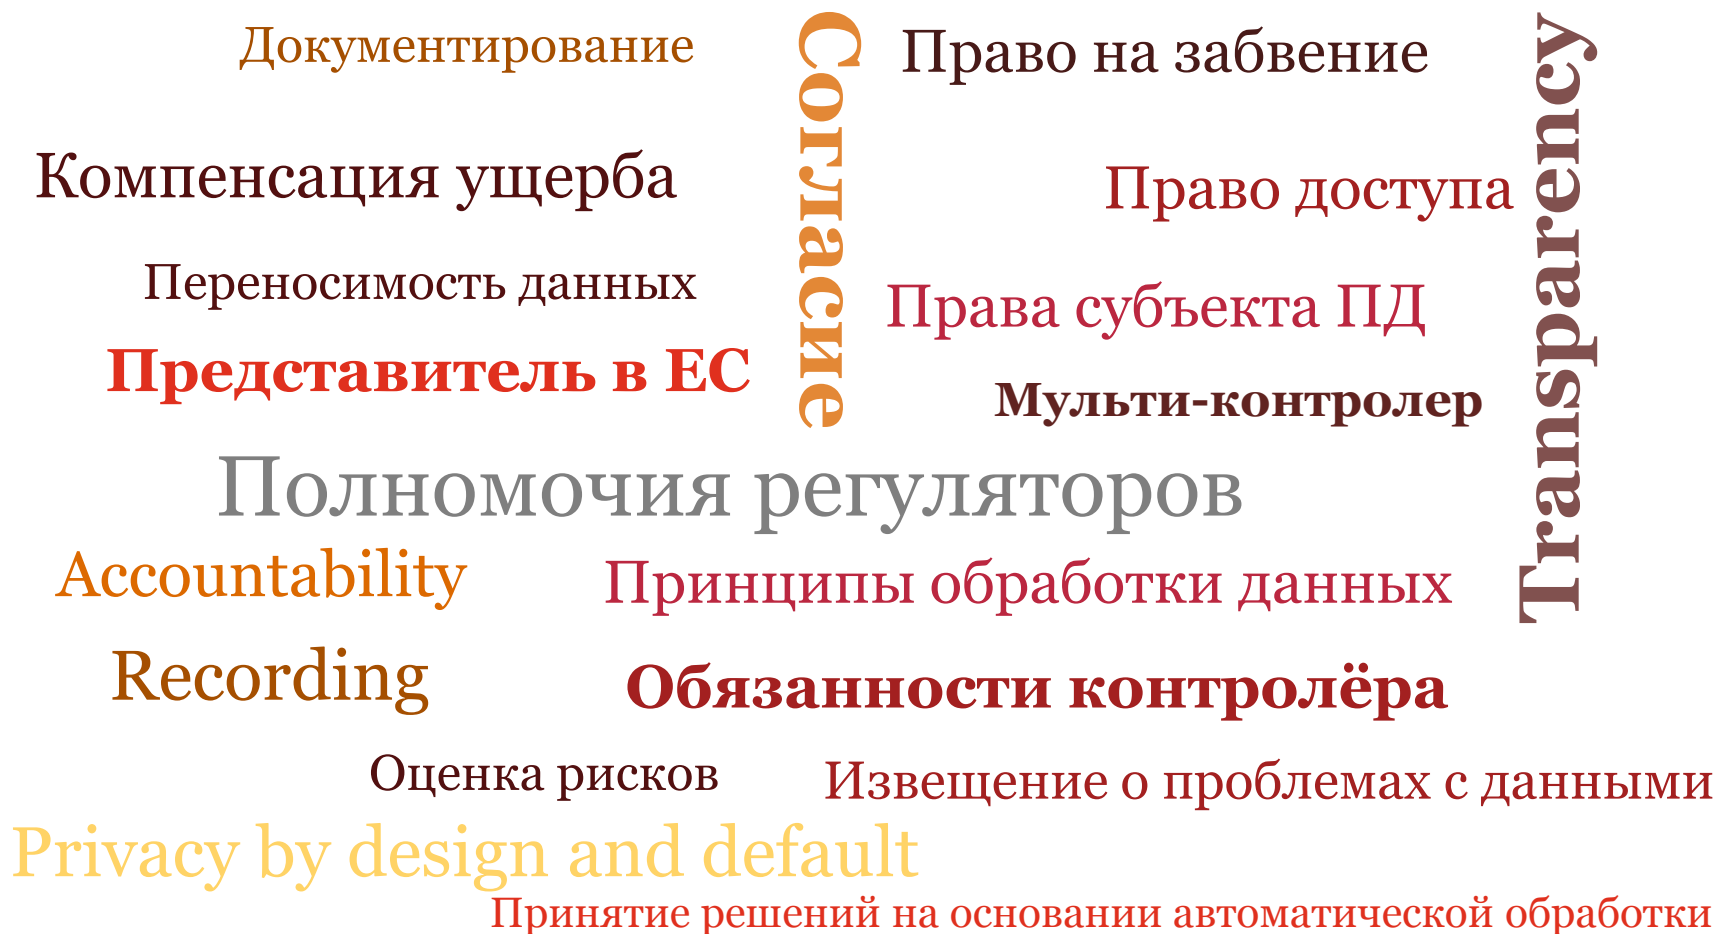 Документирование
Согласие
Право на забвение
Transparency
Компенсация ущерба
Право доступа
Переносимость данных
Права субъекта ПД
Представитель в ЕС
Мульти-контролер
Полномочия регуляторов
Accountability
Принципы обработки данных
Recording
Обязанности контролёра
Оценка рисков
Извещение о проблемах с данными
Privacy by design and default
Принятие решений на основании автоматической обработки